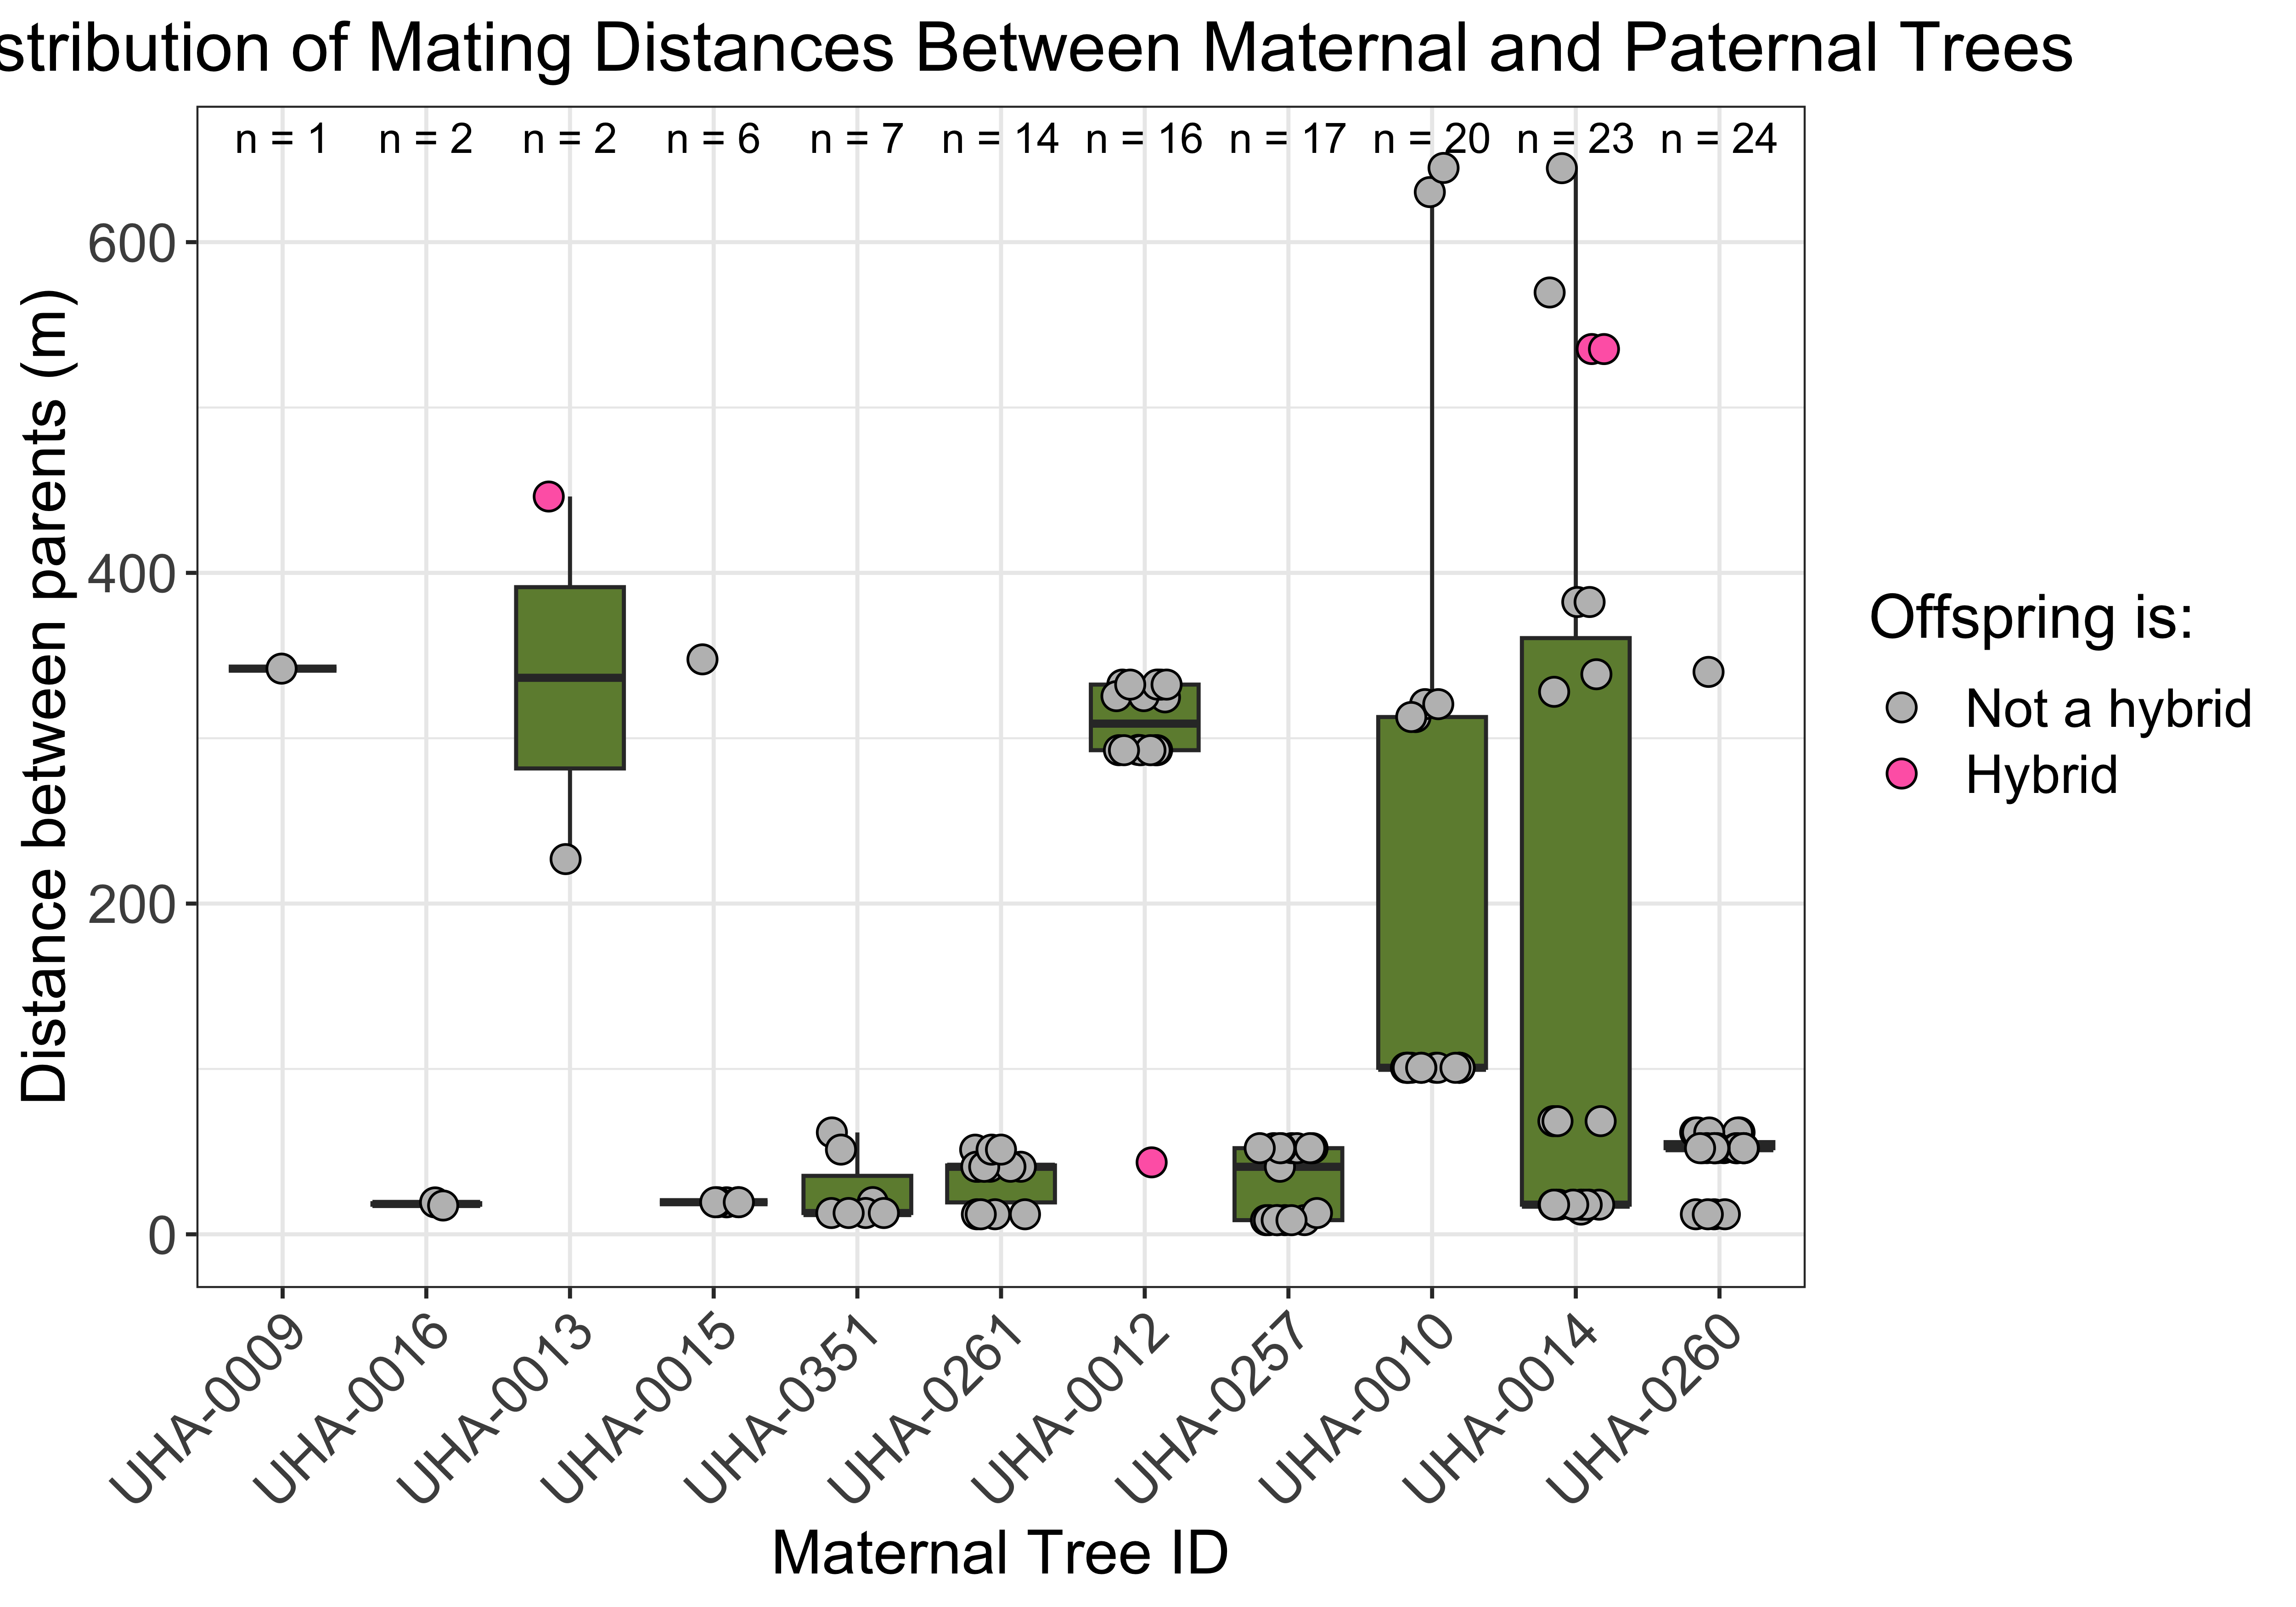 stribution of Mating Distances Between Maternal and Paternal Trees
n = 1 n = 2 n = 2 n = 6 n = 7 n = 14 n = 16 n = 17 n = 20 n = 23 n = 24
Distance between parents (m)
600
400
200
0
UHA-0009 UHA-0016 UHA-0013 UHA-0015 UHA-0351 UHA-0261 UHA-0012 UHA-0257 UHA-0010 UHA-0014 UHA-0260
Maternal Tree ID
Offspring is:
Not a hybrid
Hybrid